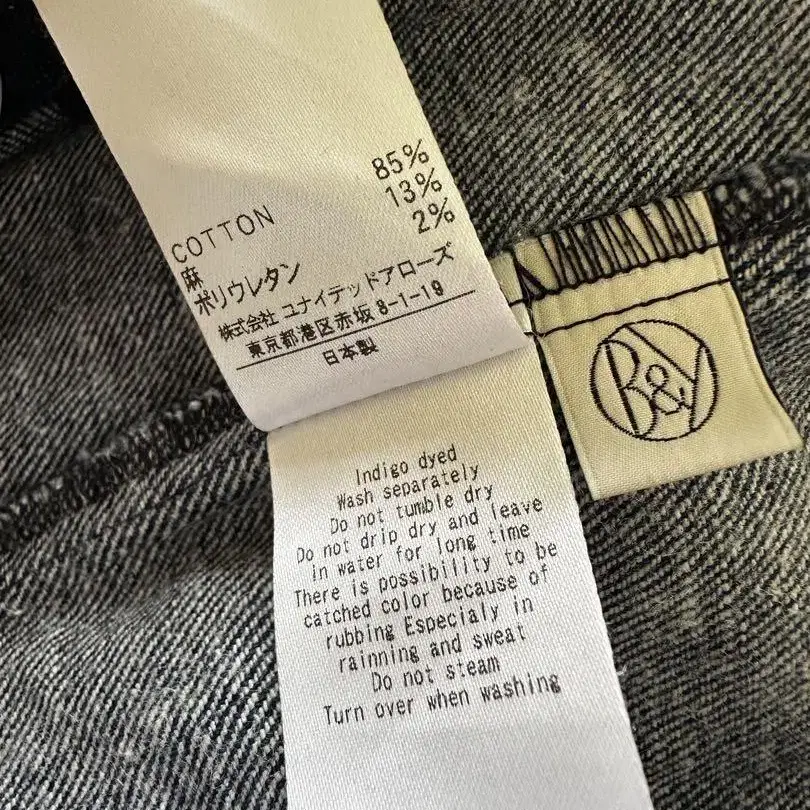 COTTON 85%
麻 13%
ポリウレタン 2%
株式会社 ユナイテッドアローズ
東京都港区赤坂 8-1-19
日本製
B&Y
Indigo dyed
Wash separately
Do not tumble dry
Do not drip dry and leave
in water for long time
There is possibility to be
catched color because of
rubbing Especialy in
rainning and sweat
Do not steam
Turn over when washing